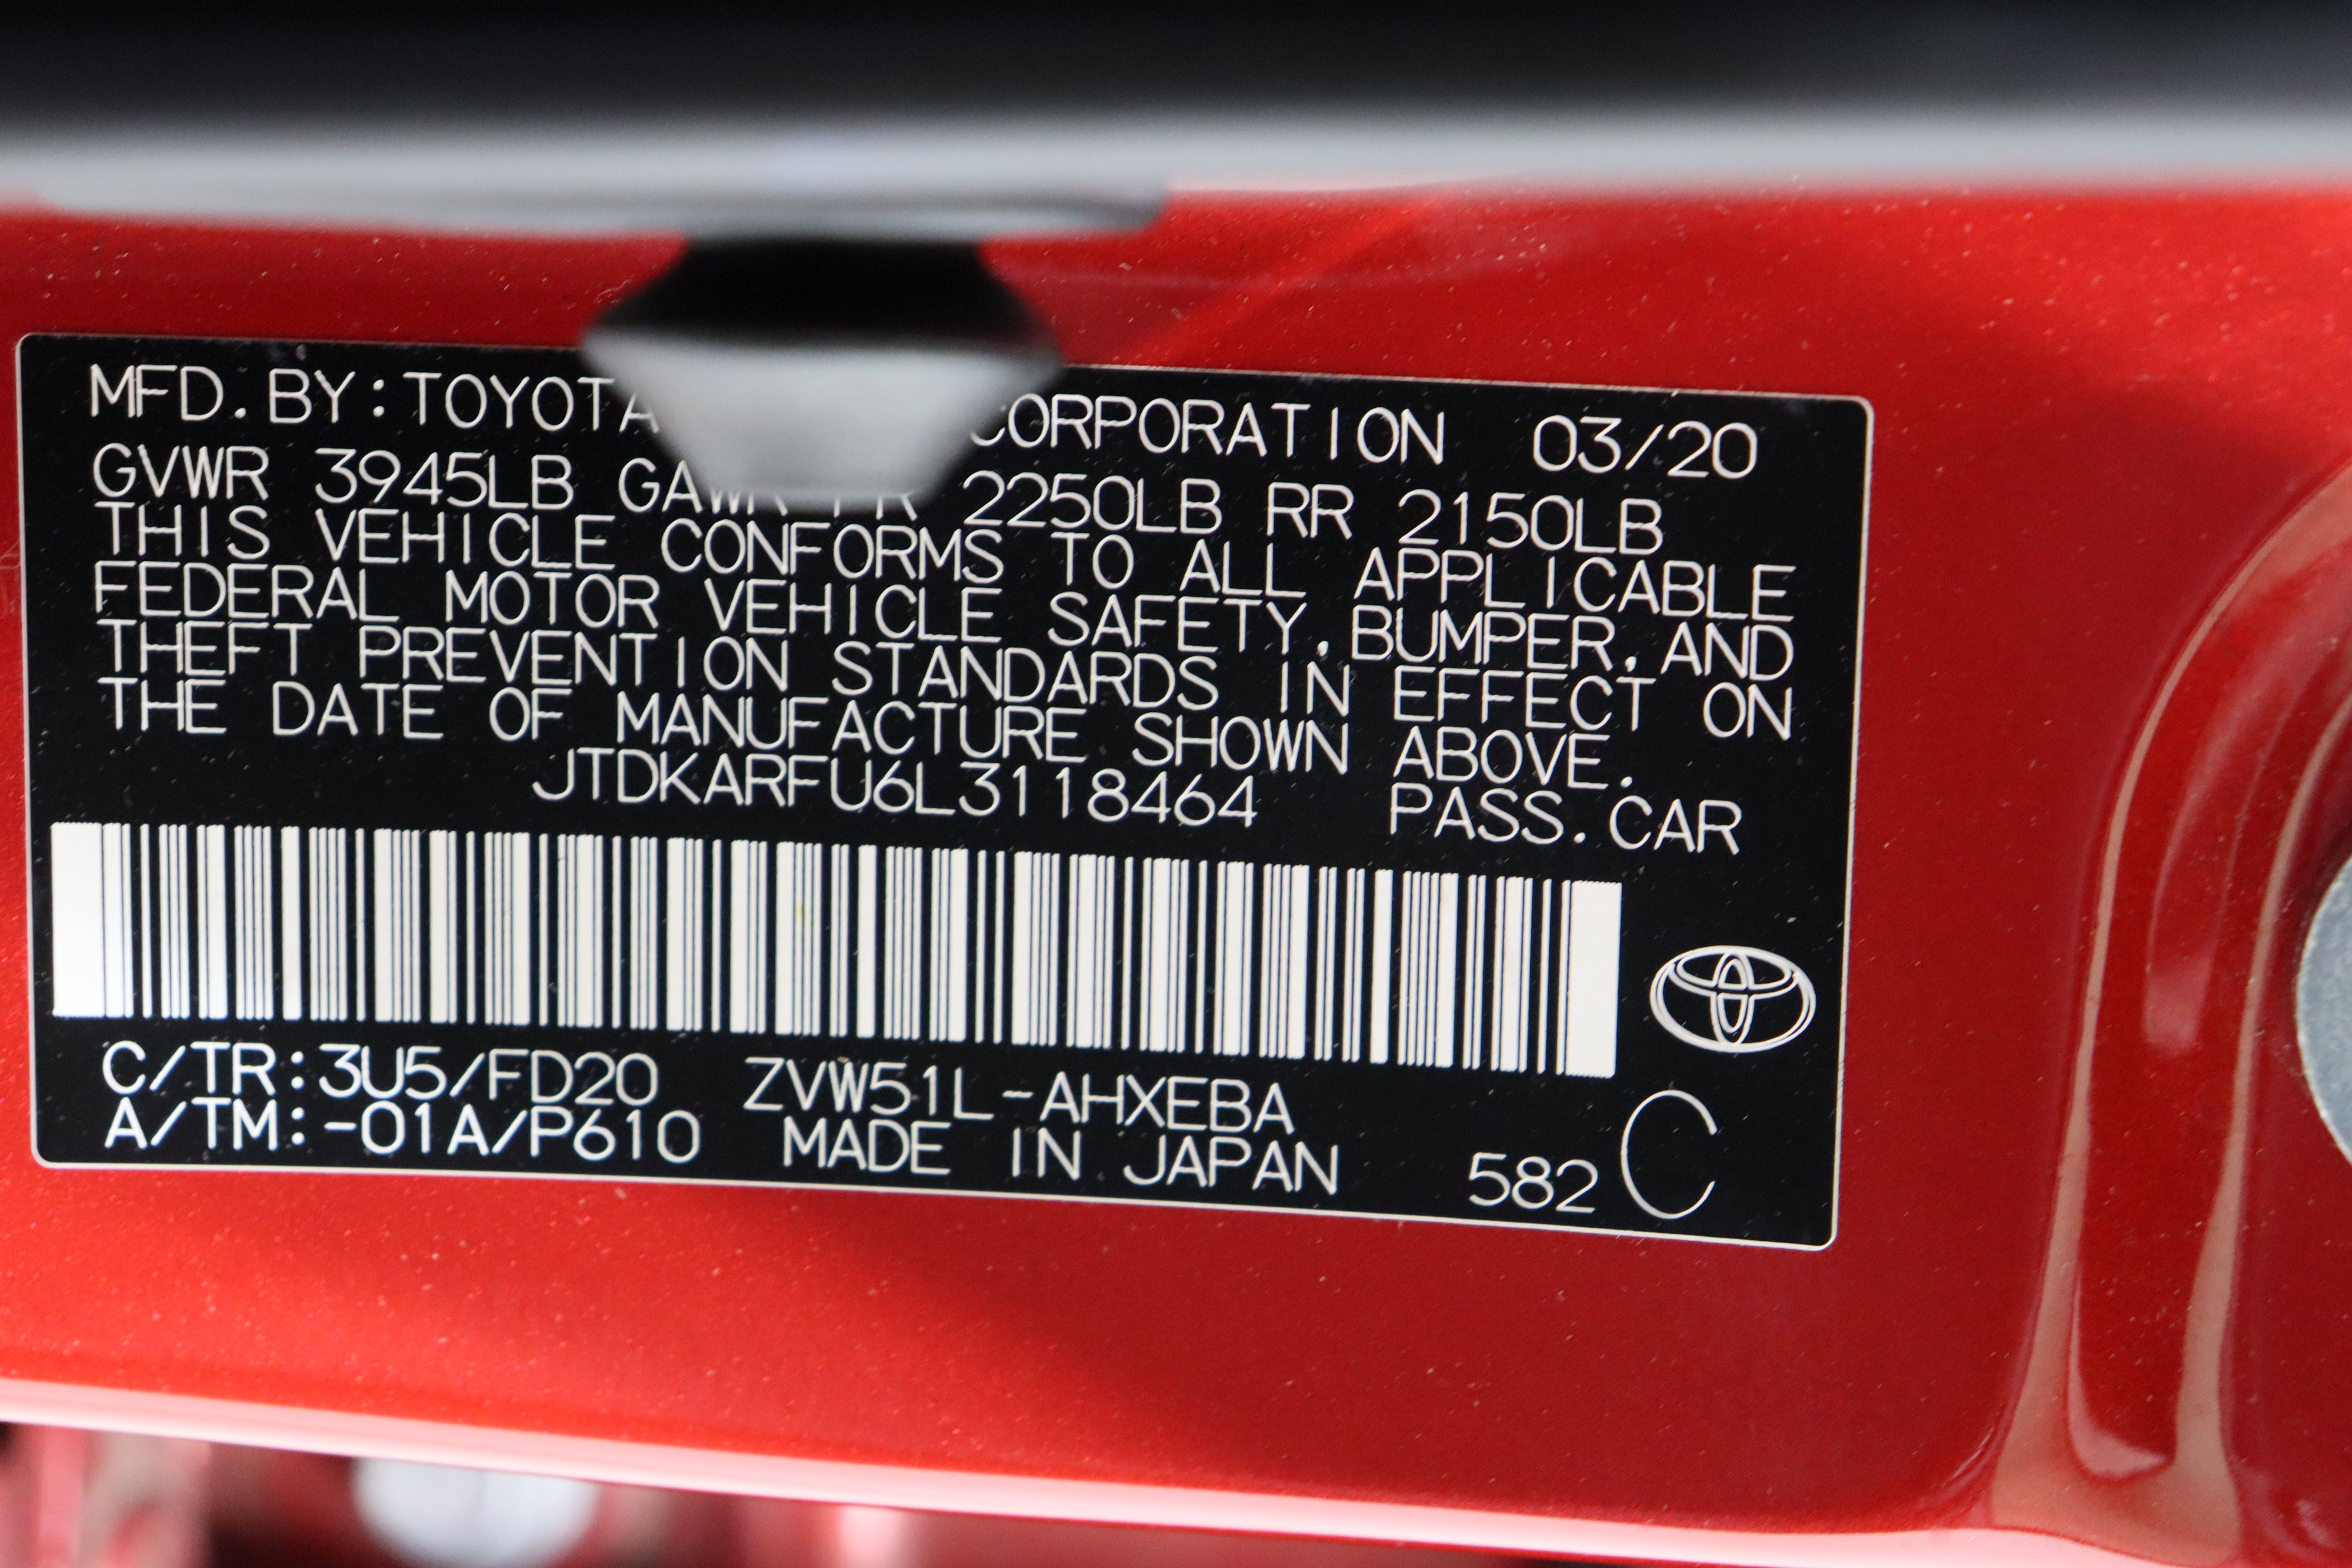 MFD. BY: TOYOTA CORPORATION 03/20
GVWR 3945LB GAWR FR 2250LB RR 2150LB
THIS VEHICLE CONFORMS TO ALL APPLICABLE
FEDERAL MOTOR VEHICLE SAFETY, BUMPER, AND
THEFT PREVENTION STANDARDS IN EFFECT ON
THE DATE OF MANUFACTURE SHOWN ABOVE.
JTDKARFU6L3118464 PASS. CAR
C/TR: 3U5/FD20 ZVW51L-AHXEBA
A/TM: -01A/P610 MADE IN JAPAN 582 C